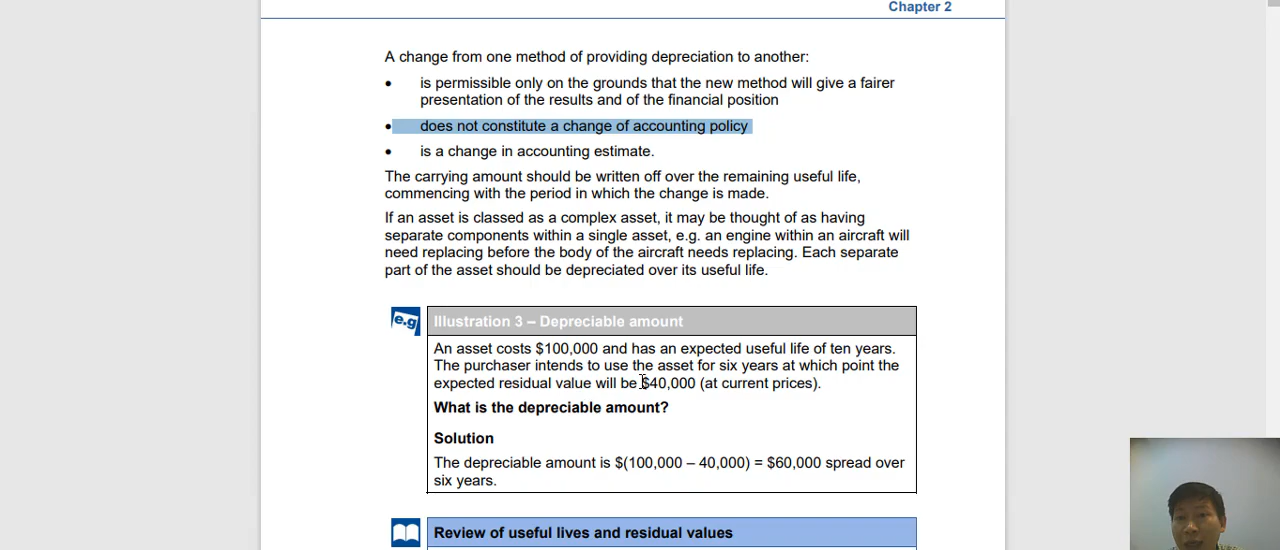 Chapter 2
A change from one method of providing depreciation to another:
• is permissible only on the grounds that the new method will give a fairer
presentation of the results and of the financial position
• does not constitute a change of accounting policy
• is a change in accounting estimate.
The carrying amount should be written off over the remaining useful life,
commencing with the period in which the change is made.
If an asset is classed as a complex asset, it may be thought of as having
separate components within a single asset, e.g. an engine within an aircraft will
need replacing before the body of the aircraft needs replacing. Each separate
part of the asset should be depreciated over its useful life.
e.g
Illustration 3 – Depreciable amount
An asset costs $100,000 and has an expected useful life of ten years.
The purchaser intends to use the asset for six years at which point the
expected residual value will be $40,000 (at current prices).
What is the depreciable amount?
Solution
The depreciable amount is $(100,000 – 40,000) = $60,000 spread over
six years.
Review of useful lives and residual values